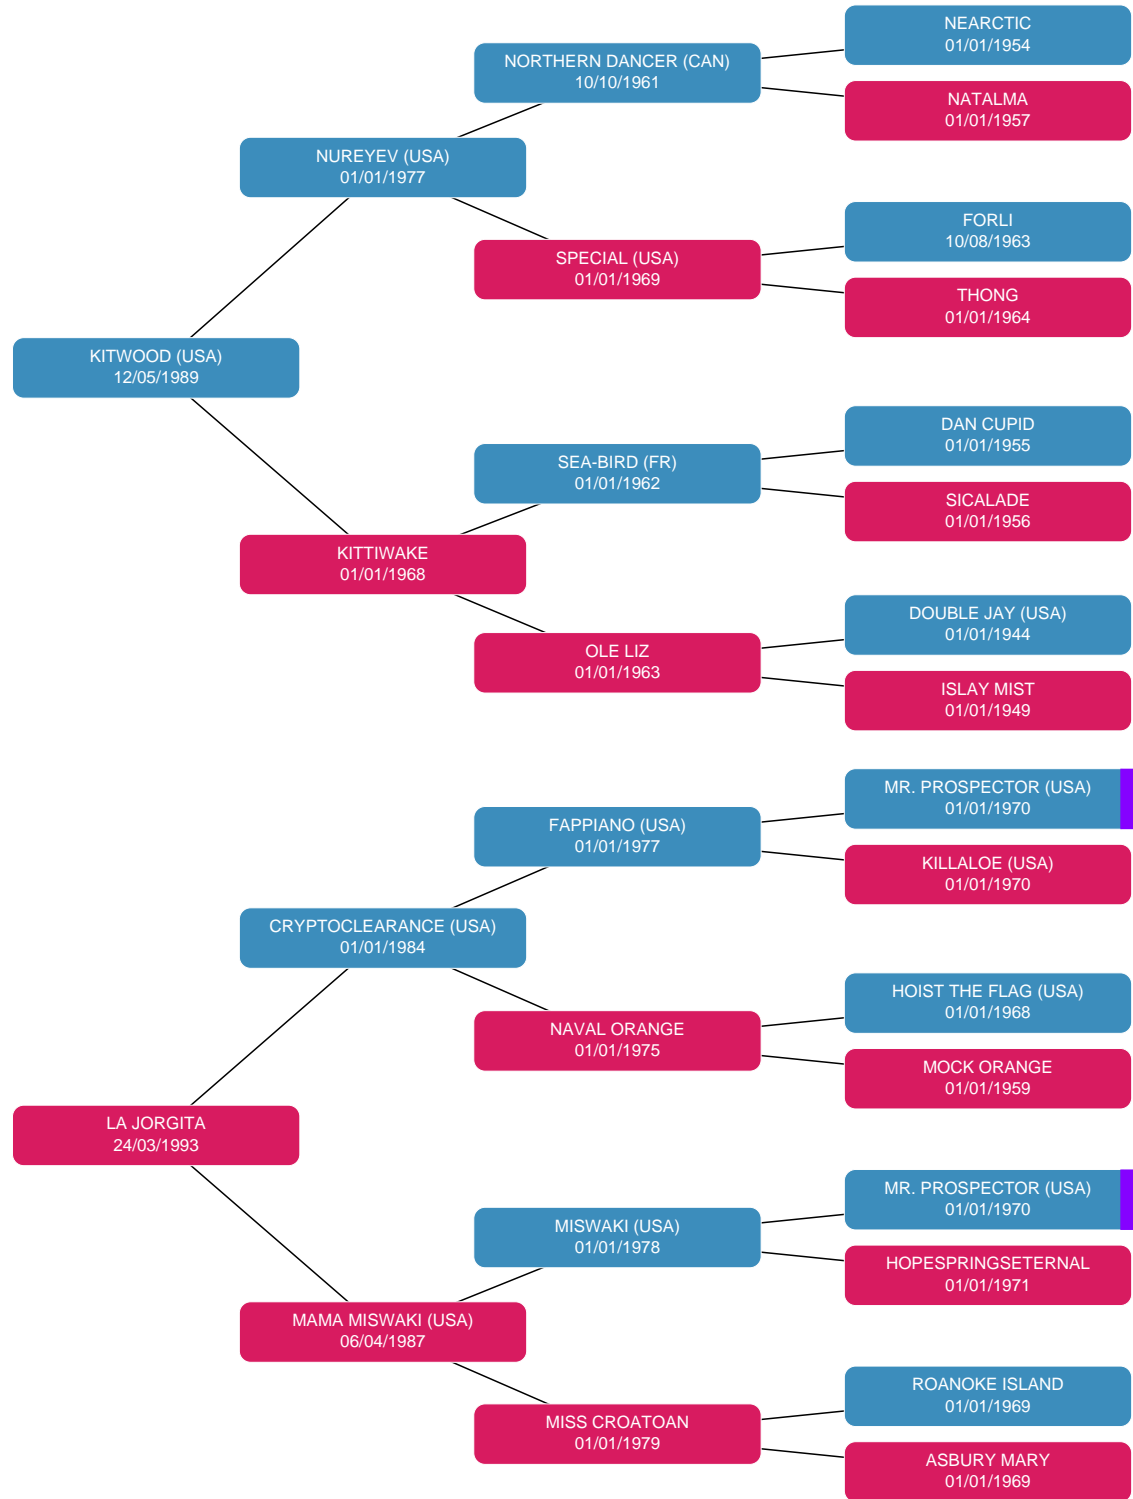 NEARCTIC
01/01/1954
NORTHERN DANCER (CAN)
10/10/1961
NATALMA
01/01/1957
NUREYEV (USA)
01/01/1977
FORLI
10/08/1963
SPECIAL (USA)
01/01/1969
THONG
01/01/1964
KITWOOD (USA)
12/05/1989
DAN CUPID
01/01/1955
SEA-BIRD (FR)
01/01/1962
SICALADE
01/01/1956
KITTIWAKE
01/01/1968
DOUBLE JAY (USA)
01/01/1944
OLE LIZ
01/01/1963
ISLAY MIST
01/01/1949
MR. PROSPECTOR (USA)
01/01/1970
FAPPIANO (USA)
01/01/1977
KILLALOE (USA)
01/01/1970
CRYPTOCLEARANCE (USA)
01/01/1984
HOIST THE FLAG (USA)
01/01/1968
NAVAL ORANGE
01/01/1975
MOCK ORANGE
01/01/1959
LA JORGITA
24/03/1993
MR. PROSPECTOR (USA)
01/01/1970
MISWAKI (USA)
01/01/1978
HOPESPRINGSETERNAL
01/01/1971
MAMA MISWAKI (USA)
06/04/1987
ROANOKE ISLAND
01/01/1969
MISS CROATOAN
01/01/1979
ASBURY MARY
01/01/1969